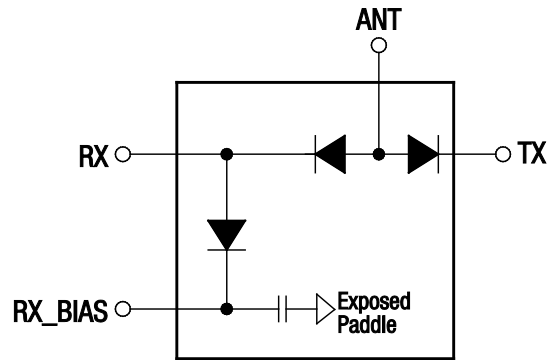 ANT
RX
TX
RX_BIAS
Exposed
Paddle